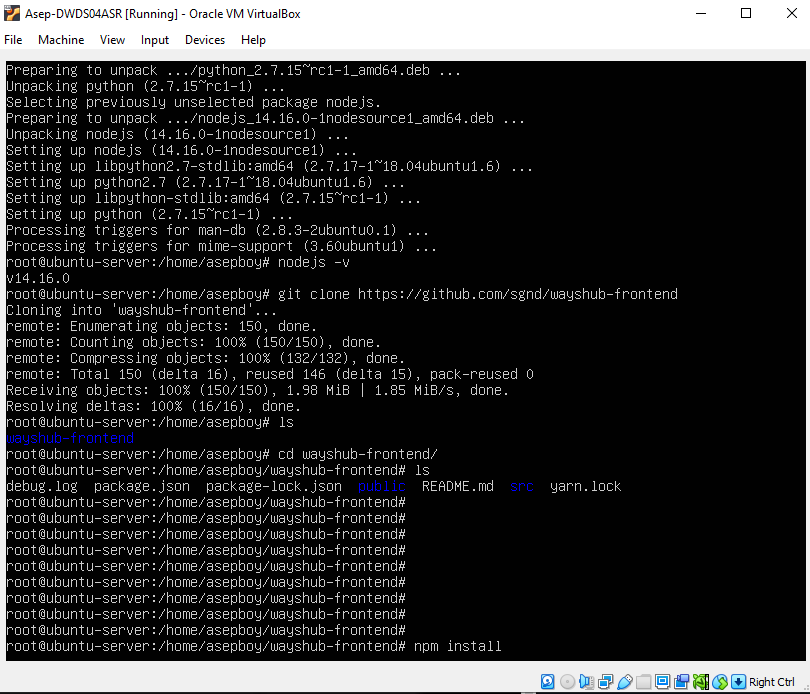 Asep-DWDS04ASR [Running] - Oracle VM VirtualBox
File Machine View Input Devices Help
Preparing to unpack .../python_2.7.15~rc1-1_amd64.deb ...
Unpacking python (2.7.15~rc1-1) ...
Selecting previously unselected package nodejs.
Preparing to unpack .../nodejs_14.16.0-1nodesource1_amd64.deb ...
Unpacking nodejs (14.16.0-1nodesource1) ...
Setting up nodejs (14.16.0-1nodesource1) ...
Setting up libpython2.7-stdlib:amd64 (2.7.17-1~18.04ubuntu1.6) ...
Setting up python2.7 (2.7.17-1~18.04ubuntu1.6) ...
Setting up libpython-stdlib:amd64 (2.7.15~rc1-1) ...
Setting up python (2.7.15~rc1-1) ...
Processing triggers for man-db (2.8.3-2ubuntu0.1) ...
Processing triggers for mime-support (3.60ubuntu1) ...
root@ubuntu-server:/home/asepboy# nodejs -v
v14.16.0
root@ubuntu-server:/home/asepboy# git clone https://github.com/sgnd/wayshub-frontend
Cloning into 'wayshub-frontend'...
remote: Enumerating objects: 150, done.
remote: Counting objects: 100% (150/150), done.
remote: Compressing objects: 100% (132/132), done.
remote: Total 150 (delta 16), reused 146 (delta 15), pack-reused 0
Receiving objects: 100% (150/150), 1.98 MiB | 1.85 MiB/s, done.
Resolving deltas: 100% (16/16), done.
root@ubuntu-server:/home/asepboy# ls
wayshub-frontend
root@ubuntu-server:/home/asepboy# cd wayshub-frontend/
root@ubuntu-server:/home/asepboy/wayshub-frontend# ls
debug.log package.json package-lock.json public README.md src yarn.lock
root@ubuntu-server:/home/asepboy/wayshub-frontend#
root@ubuntu-server:/home/asepboy/wayshub-frontend#
root@ubuntu-server:/home/asepboy/wayshub-frontend#
root@ubuntu-server:/home/asepboy/wayshub-frontend#
root@ubuntu-server:/home/asepboy/wayshub-frontend#
root@ubuntu-server:/home/asepboy/wayshub-frontend#
root@ubuntu-server:/home/asepboy/wayshub-frontend#
root@ubuntu-server:/home/asepboy/wayshub-frontend#
root@ubuntu-server:/home/asepboy/wayshub-frontend#
root@ubuntu-server:/home/asepboy/wayshub-frontend# npm install
Right Ctrl